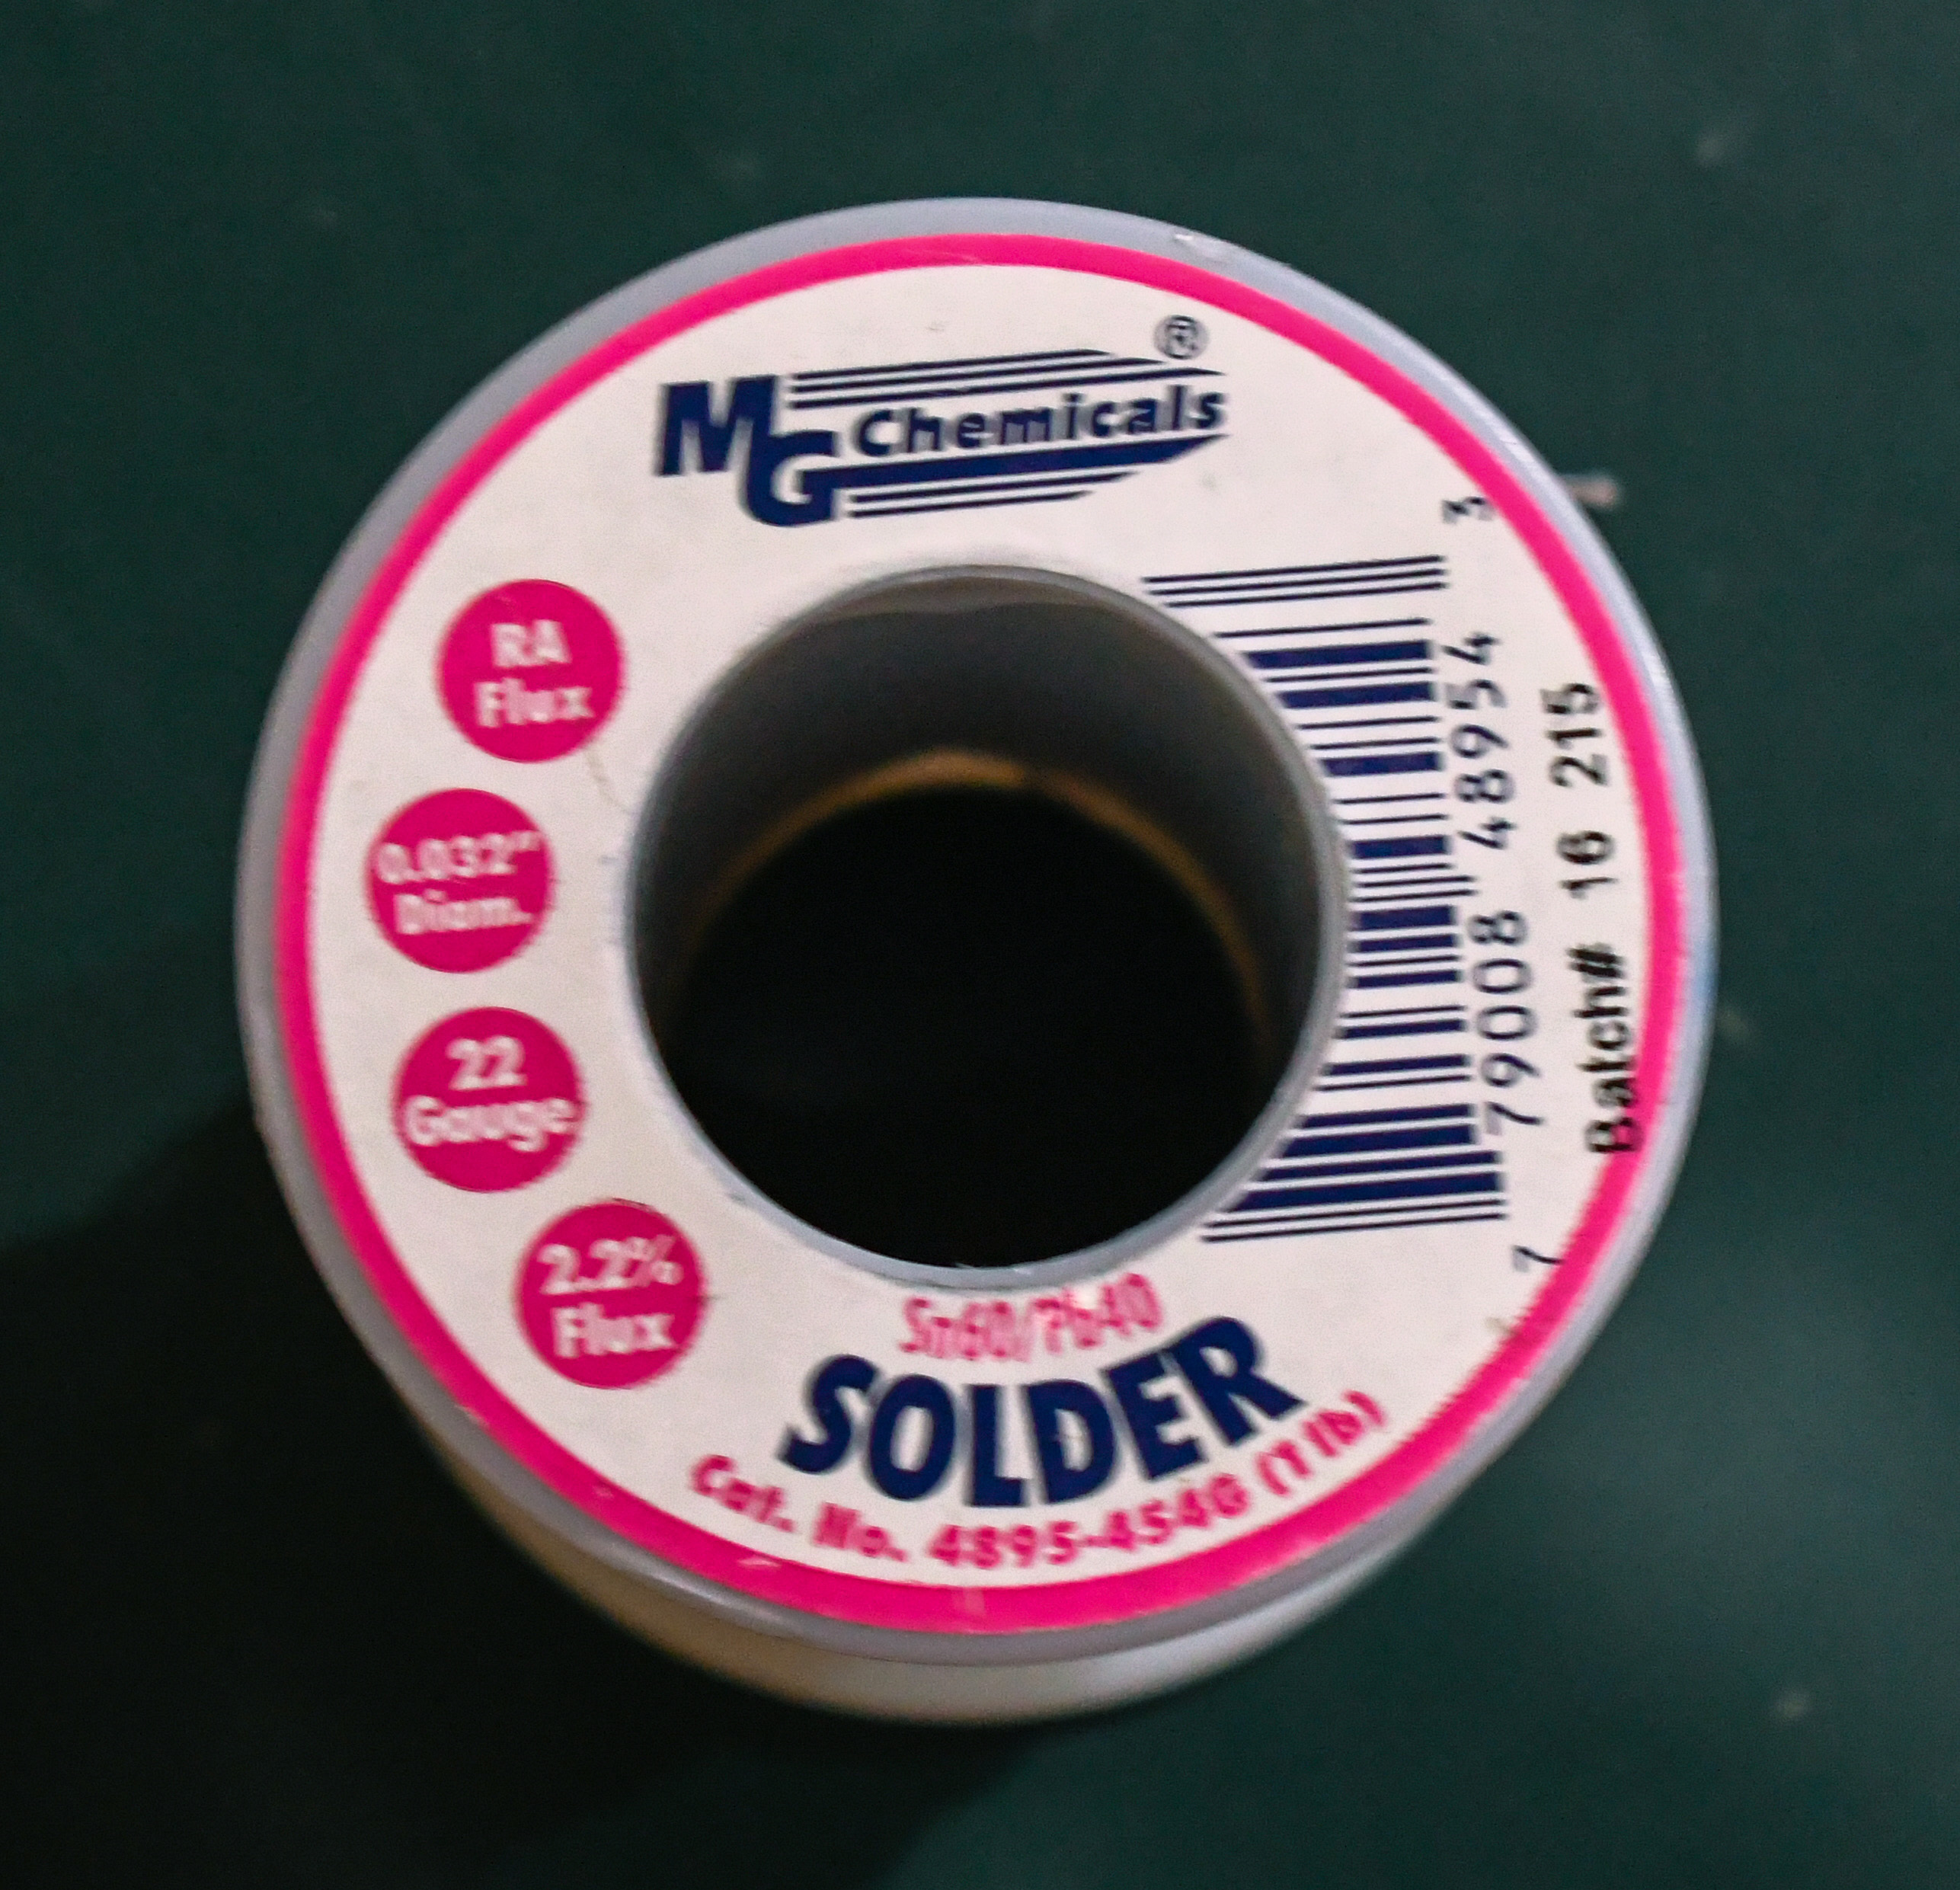 MG Chemicals®
RA
Flux
0.032"
Diam.
22
Gauge
2.2%
Flux
7 79008 48954 3
Batch# 16 215
Sn60/Pb40
SOLDER
Cat. No. 4895-454G (1 lb)